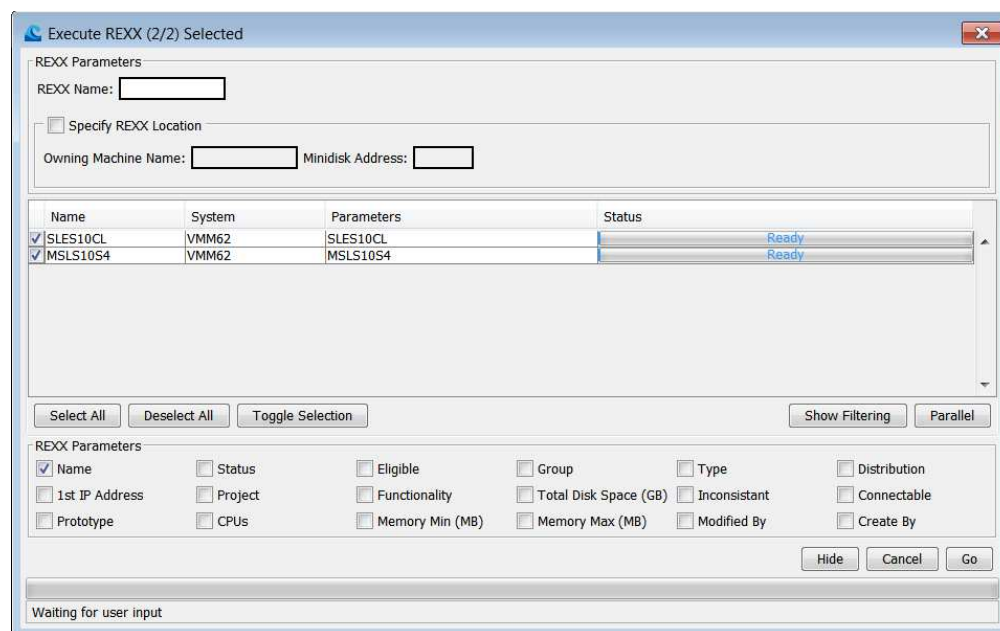 Execute REXX (2/2) Selected
REXX Parameters
REXX Name:
Specify REXX Location
Owning Machine Name: Minidisk Address:
Name System Parameters Status
SLES10CL VMM62 SLES10CL Ready
MSLS10S4 VMM62 MSLS10S4 Ready
Select All Deselect All Toggle Selection Show Filtering Parallel
REXX Parameters
Name Status Eligible Group Type Distribution
1st IP Address Project Functionality Total Disk Space (GB) Inconsistant Connectable
Prototype CPUs Memory Min (MB) Memory Max (MB) Modified By Create By
Hide Cancel Go
Waiting for user input